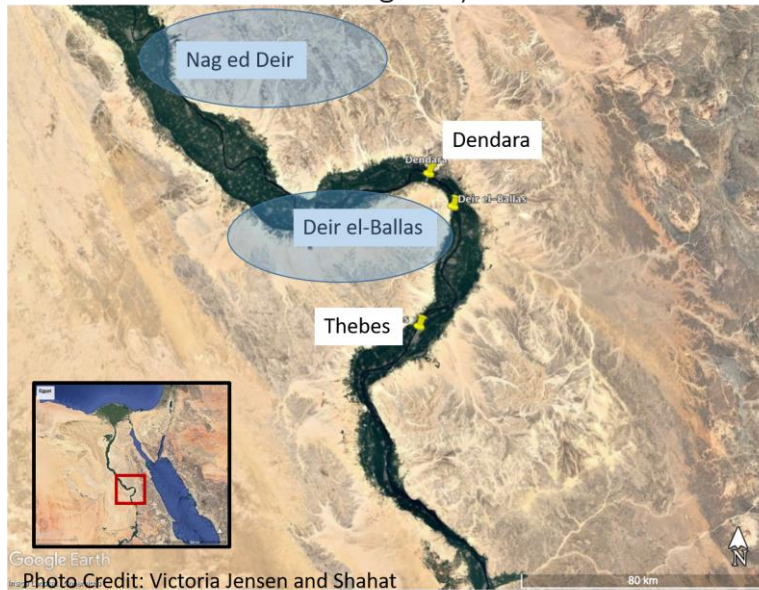 Nag ed Deir
Dendara
Dendara
Deir el-Ballas
Deir el-Ballas
Thebes
Egypt
N
Google Earth
80 km
Photo Credit: Victoria Jensen and Shahat